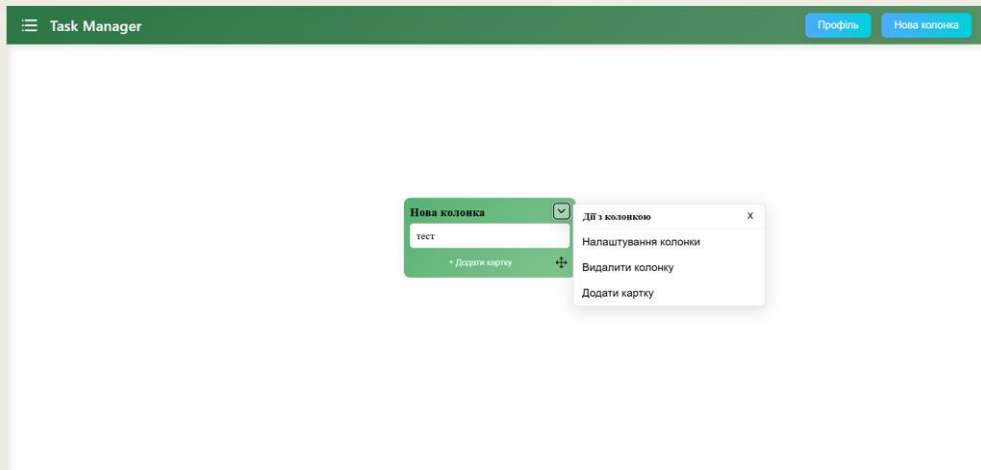 Task Manager
Профіль
Нова колонка
Нова колонка
тест
+ Додати картку
Дії з колонкою
X
Налаштування колонки
Видалити колонку
Додати картку